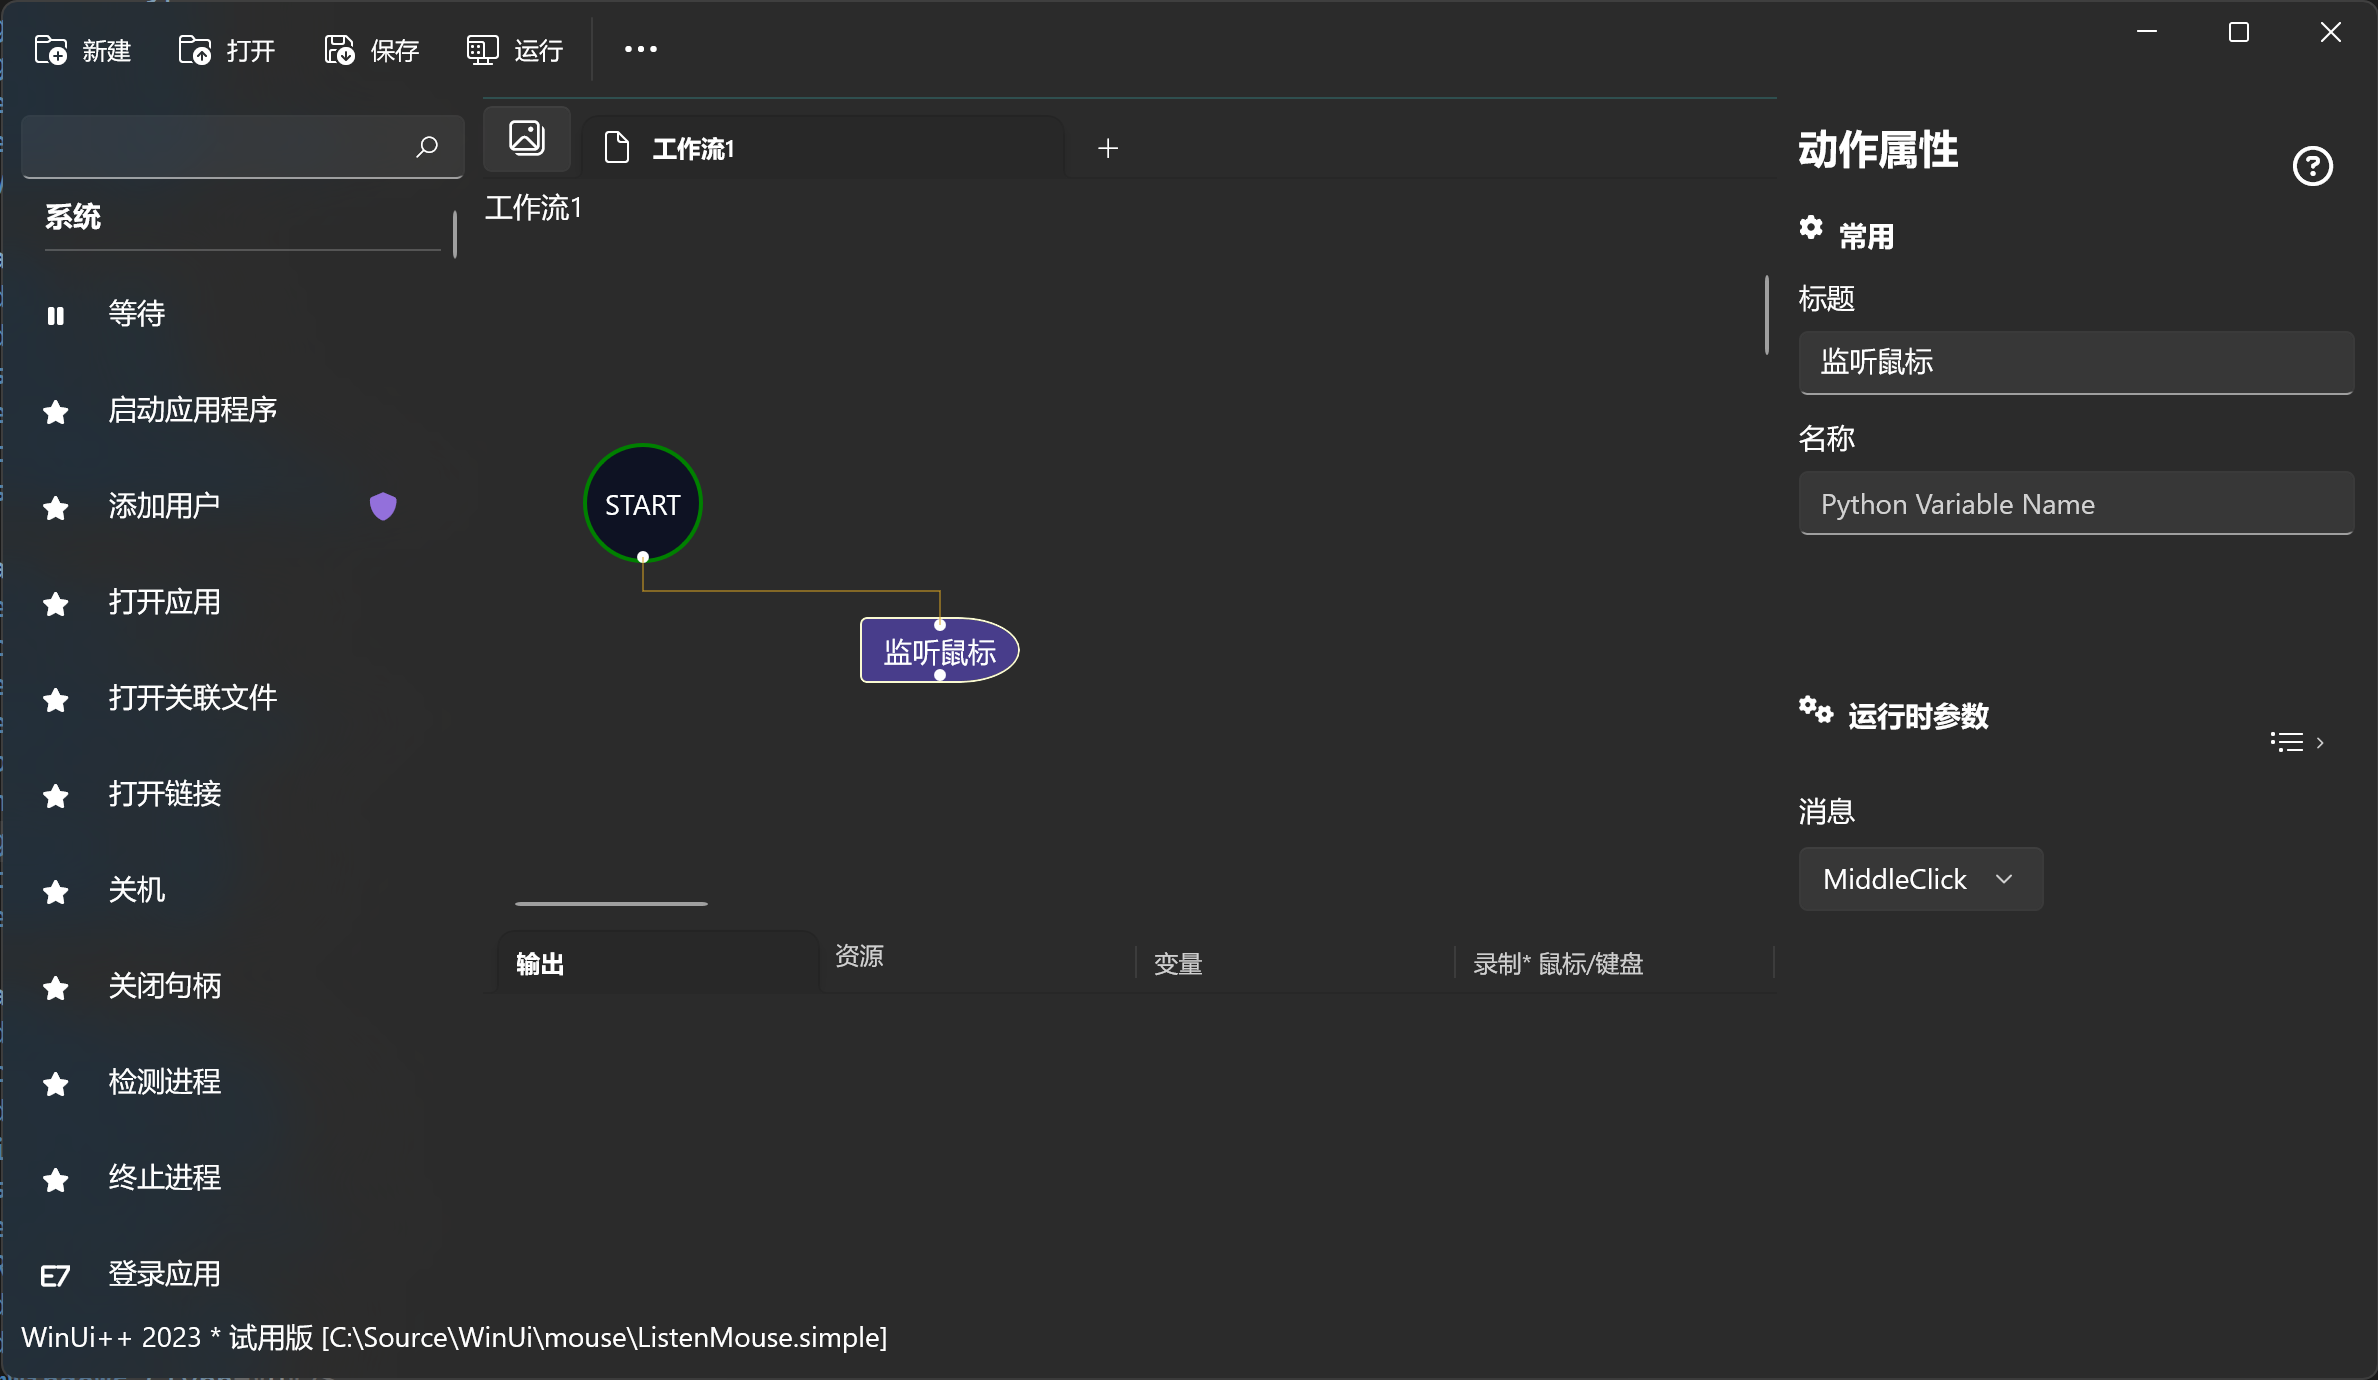 新建
打开
保存
运行
系统
等待
启动应用程序
添加用户
打开应用
打开关联文件
打开链接
关机
关闭句柄
检测进程
终止进程
登录应用
工作流1
工作流1
START
监听鼠标
输出
资源
变量
录制* 鼠标/键盘
动作属性
常用
标题
监听鼠标
名称
Python Variable Name
运行时参数
消息
MiddleClick
WinUi++ 2023 * 试用版 [C:\Source\WinUi\mouse\ListenMouse.simple]